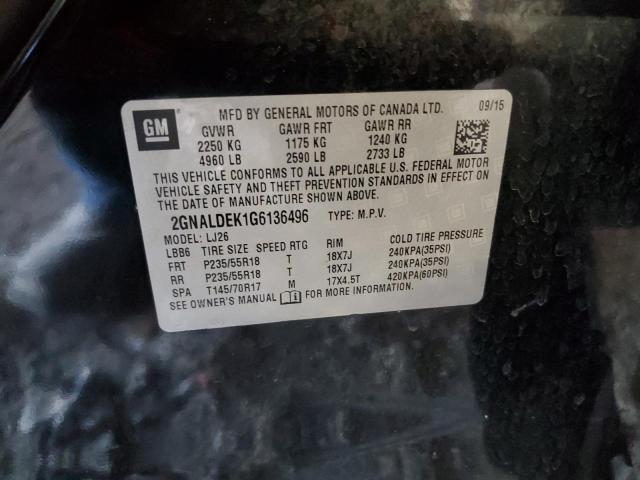 GM
MFD BY GENERAL MOTORS OF CANADA LTD. 09/15
GVWR GAWR FRT GAWR RR
2250 KG 1175 KG 1240 KG
4960 LB 2590 LB 2733 LB
THIS VEHICLE CONFORMS TO ALL APPLICABLE U.S. FEDERAL MOTOR
VEHICLE SAFETY AND THEFT PREVENTION STANDARDS IN EFFECT ON
THE DATE OF MANUFACTURE SHOWN ABOVE.
2GNALDEK1G6136496 TYPE: M.P.V.
MODEL: LJ26
LBB6 TIRE SIZE SPEED RTG RIM COLD TIRE PRESSURE
FRT P235/55R18 T 18X7J 240KPA(35PSI)
RR P235/55R18 T 18X7J 240KPA(35PSI)
SPA T145/70R17 M 17X4.5T 420KPA(60PSI)
SEE OWNER'S MANUAL FOR MORE INFORMATION.